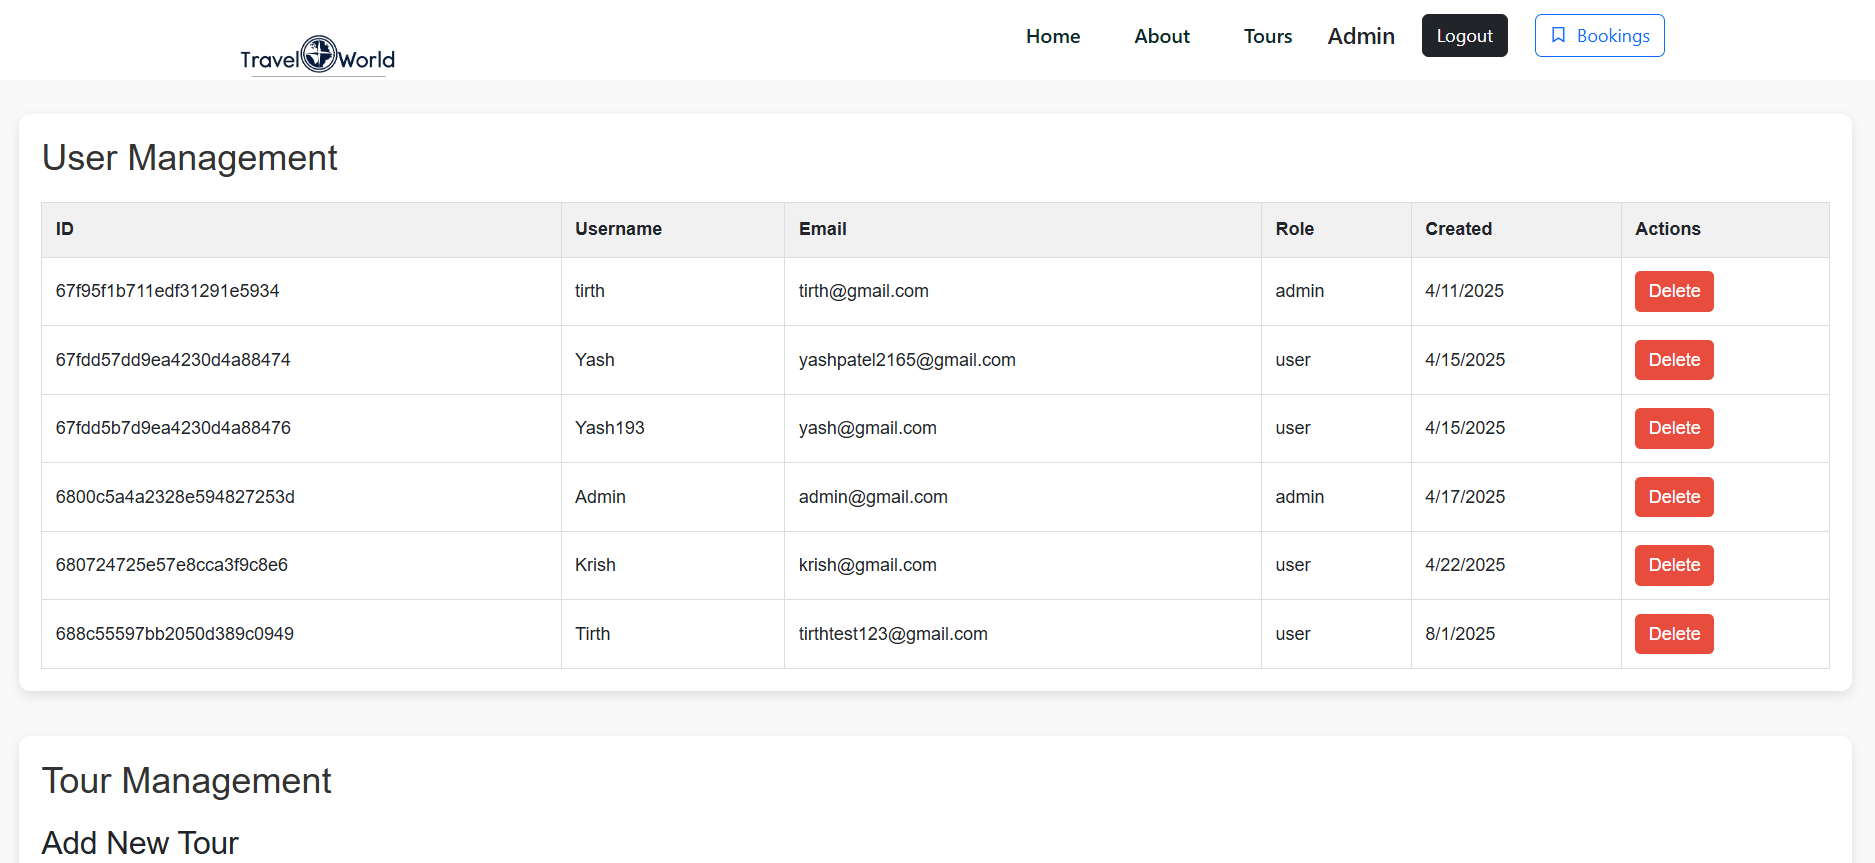 Travel World
Home About Tours Admin Logout Bookings
User Management
ID Username Email Role Created Actions
67f95f1b711edf31291e5934 tirth tirth@gmail.com admin 4/11/2025 Delete
67fdd57dd9ea4230d4a88474 Yash yashpatel2165@gmail.com user 4/15/2025 Delete
67fdd5b7d9ea4230d4a88476 Yash193 yash@gmail.com user 4/15/2025 Delete
6800c5a4a2328e594827253d Admin admin@gmail.com admin 4/17/2025 Delete
680724725e57e8cca3f9c8e6 Krish krish@gmail.com user 4/22/2025 Delete
688c55597bb2050d389c0949 Tirth tirthtest123@gmail.com user 8/1/2025 Delete
Tour Management
Add New Tour